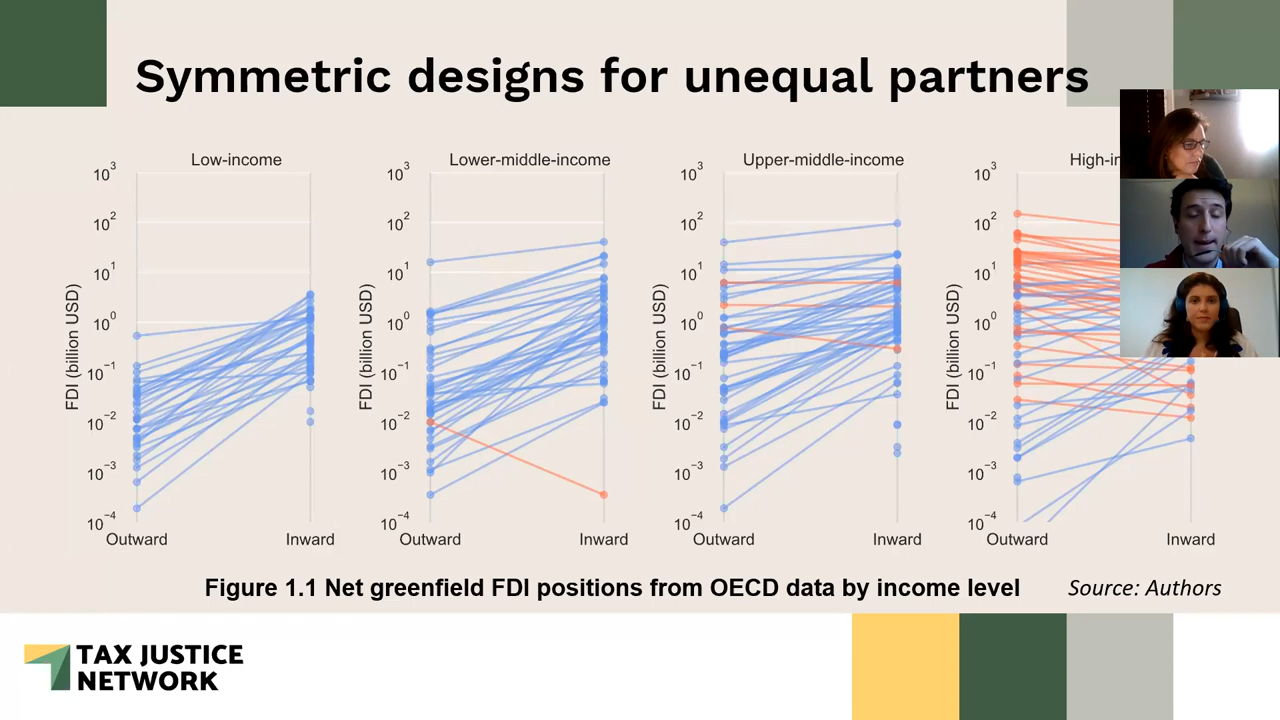 Symmetric designs for unequal partners
Low-income
Lower-middle-income
Upper-middle-income
High-in
10³
10²
10¹
10⁰
10⁻¹
10⁻²
10⁻³
10⁻⁴
FDI (billion USD)
Outward
Inward
10³
10²
10¹
10⁰
10⁻¹
10⁻²
10⁻³
10⁻⁴
FDI (billion USD)
Outward
Inward
10³
10²
10¹
10⁰
10⁻¹
10⁻²
10⁻³
10⁻⁴
FDI (billion USD)
Outward
Inward
10³
10²
10¹
10⁰
10⁻¹
10⁻²
10⁻³
10⁻⁴
FDI (billion USD)
Outward
Inward
Figure 1.1 Net greenfield FDI positions from OECD data by income level
Source: Authors
TAX JUSTICE
NETWORK